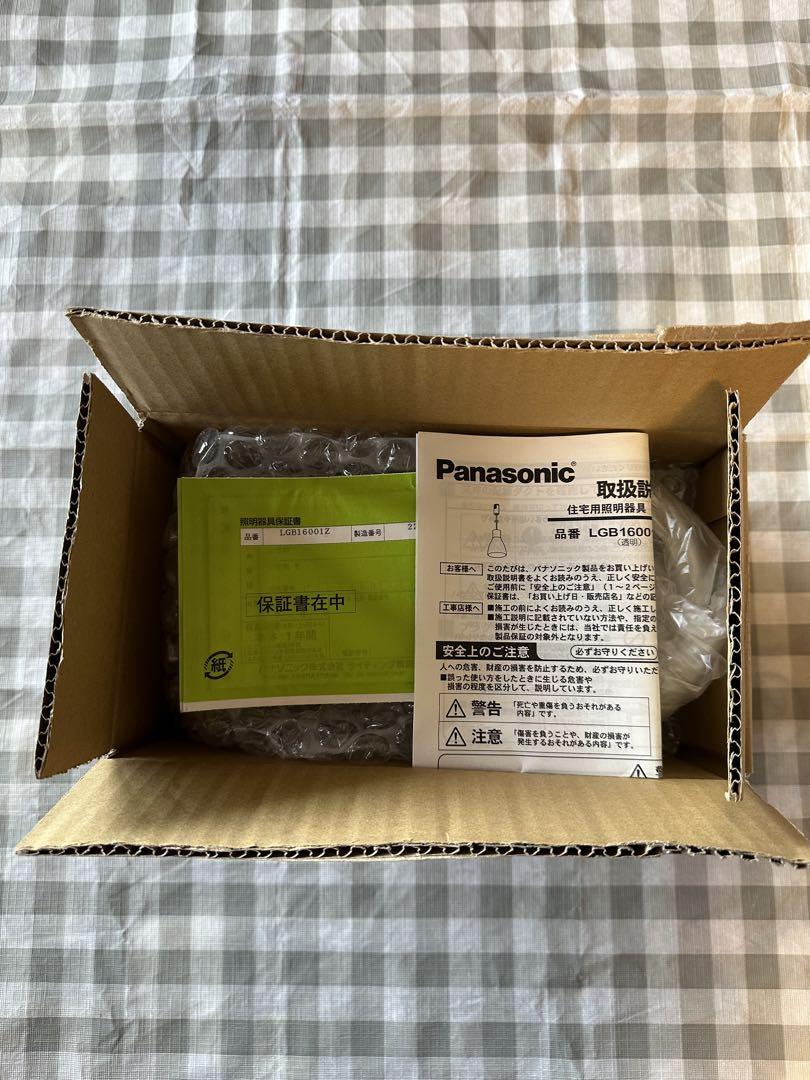 照明器具保証書
品番 LGB16001Z 製造番号 22
保証書在中
1年間
紙
Panasonic
取扱説
住宅用照明器具
品番 LGB1600
(透明)
お客様へ このたびは、パナソニック製品をお買い上げい
取扱説明書をよくお読みのうえ、正しく安全に
ご使用前に「安全上のご注意」(1〜2ページ
保証書は、「お買い上げ日・販売店名」などの記
工事店様へ ■施工の前によくお読みのうえ、正しく施工し
■施工説明に記載されていない方法や、指定の
損害が生じたときには、当社では責任を負え
製品保証の対象外となります。
安全上のご注意 必ずお守りください
人への危害、財産の損害を防止するため、必ずお守りいただ
■誤った使い方をしたときに生じる危害や
損害の程度を区分して、説明しています。
警告 「死亡や重傷を負うおそれがある
内容」です。
注意 「傷害を負うことや、財産の損害が
発生するおそれがある内容」です。